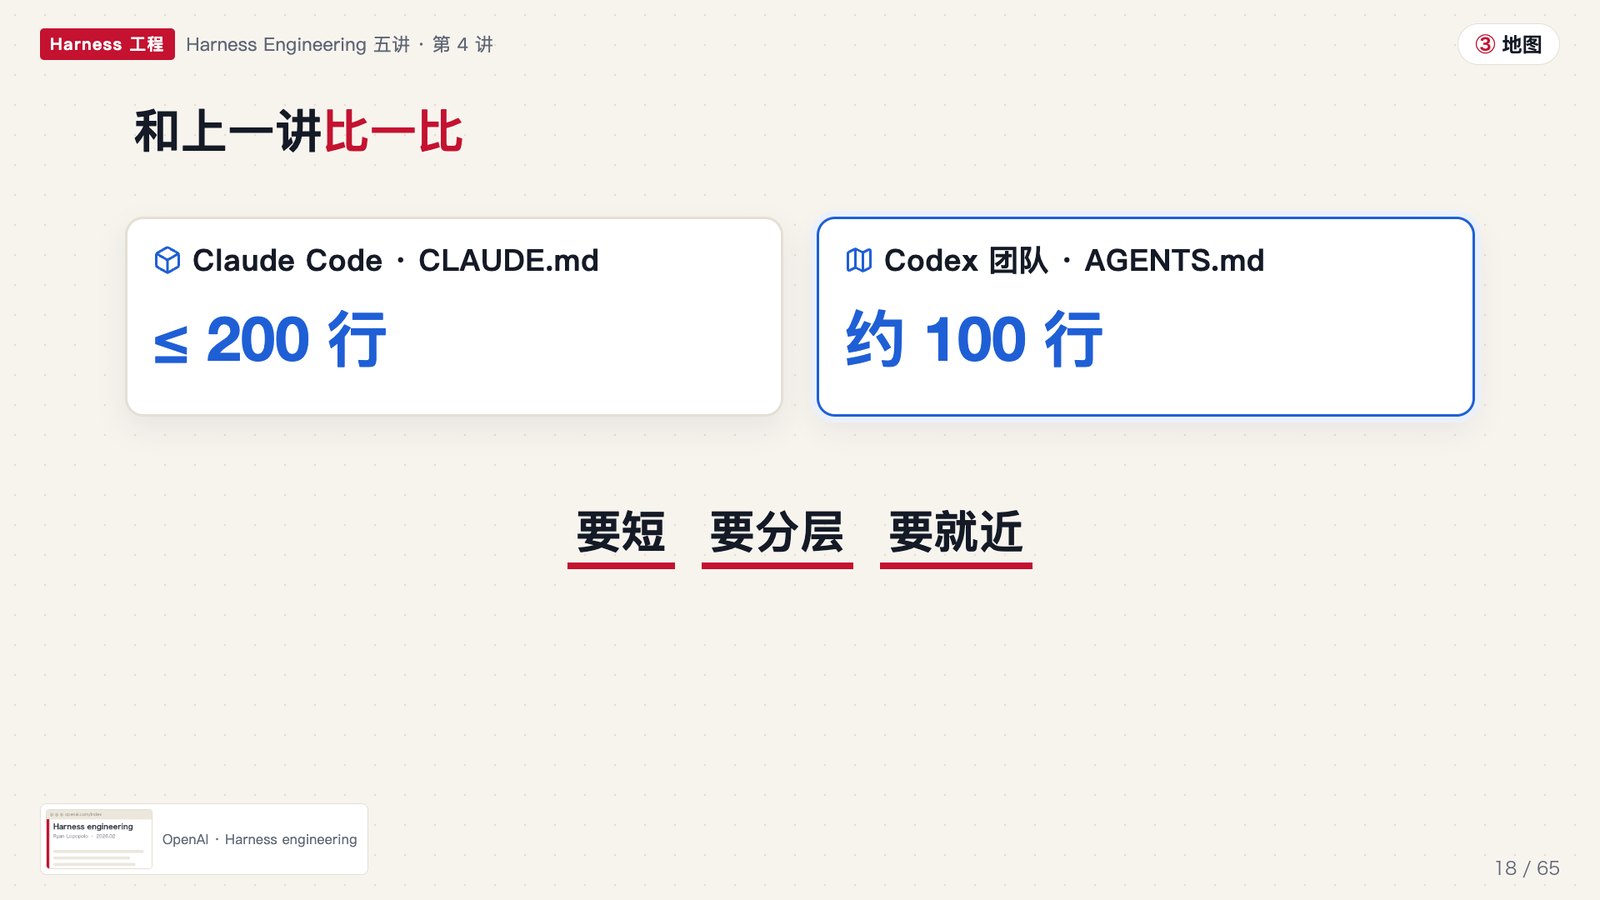 Harness 工程 Harness Engineering 五讲 · 第 4 讲
③ 地图
和上一讲比一比
Claude Code · CLAUDE.md
≤ 200 行
Codex 团队 · AGENTS.md
约 100 行
要短 要分层 要就近
Harness engineering
OpenAI · Harness engineering
18 / 65